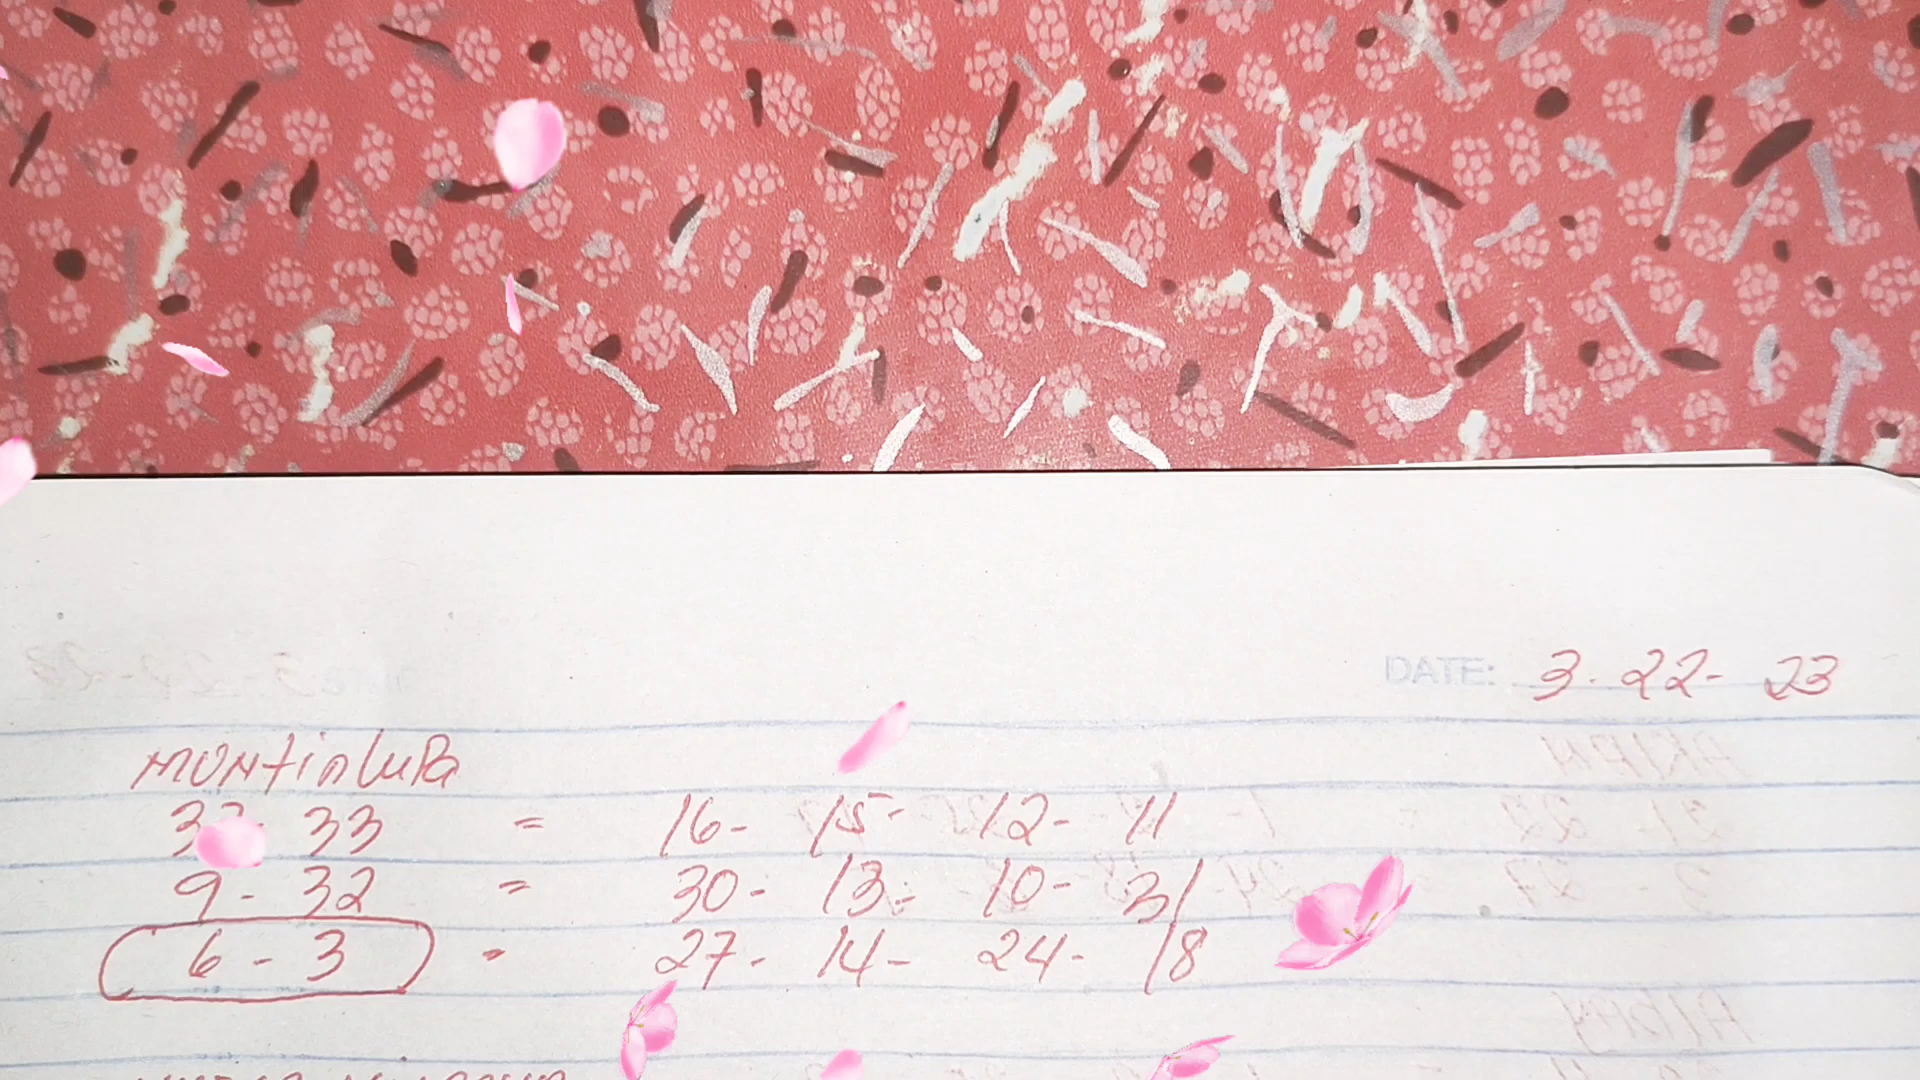 DATE: 3-22-23
MUNtinluPa
33 = 16- 15- 12- 11
9 - 32 = 30- 13- 10- 31
6 - 3 = 27- 14- 24- 18